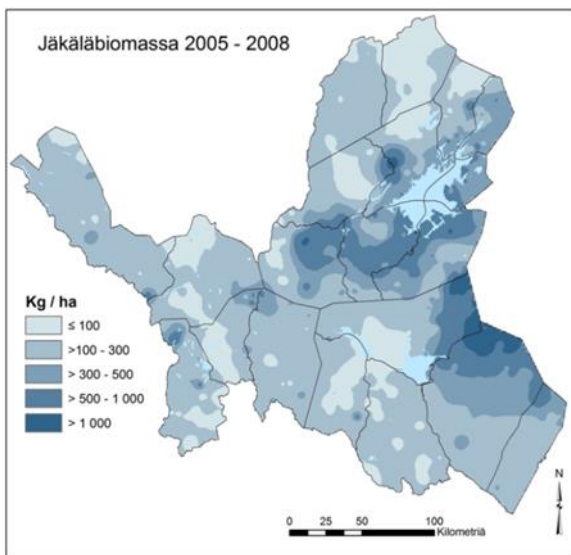 Jäkäläbiomassa 2005 - 2008
Kg / ha
≤ 100
>100 - 300
> 300 - 500
> 500 - 1 000
> 1 000
N
0 25 50 100
Kilometriä